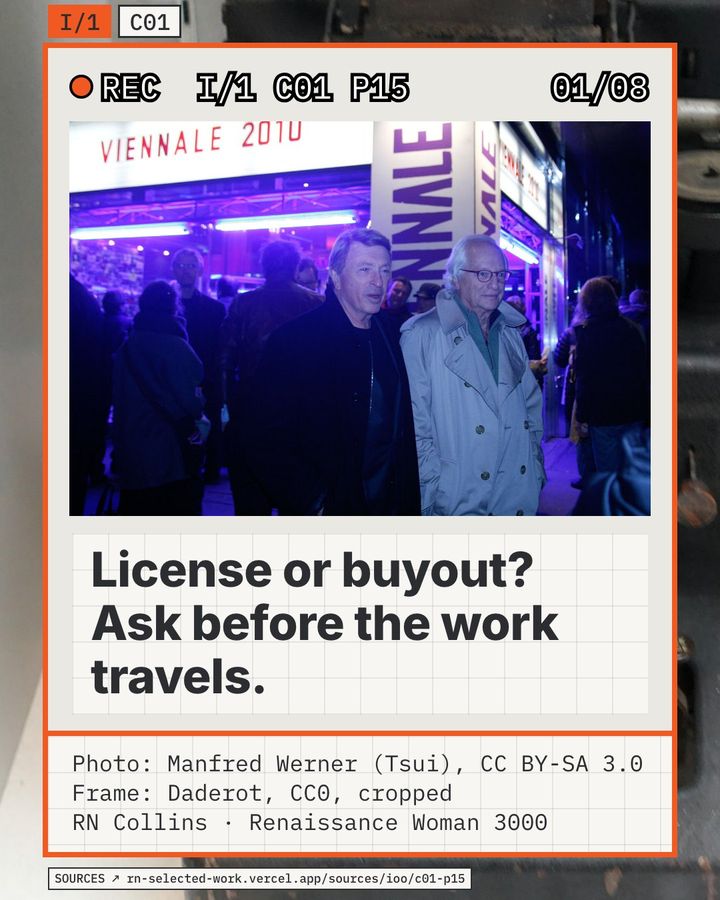 I/1 C01
REC I/1 C01 P15 01/08
VIENNALE 2010
NNALE
NALE
License or buyout?
Ask before the work
travels.
Photo: Manfred Werner (Tsui), CC BY-SA 3.0
Frame: Daderot, CC0, cropped
RN Collins · Renaissance Woman 3000
SOURCES ↗ rn-selected-work.vercel.app/sources/ioo/c01-p15